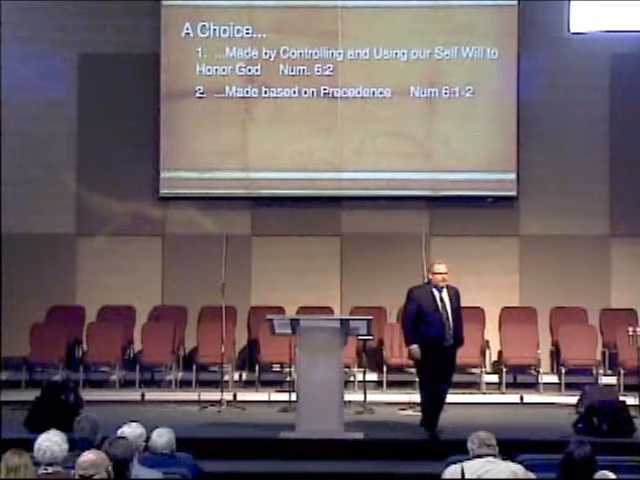 A Choice...
1. ...Made by Controlling and Using our Self Will to
Honor God Num. 6:2
2. ...Made based on Precedence Num 6:1-2